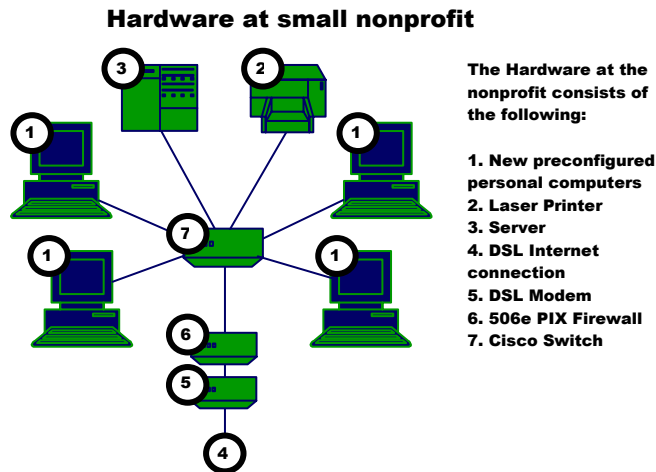 Hardware at small nonprofit
3
2
1
1
7
1
1
6
5
4
The Hardware at the
nonprofit consists of
the following:
1. New preconfigured
personal computers
2. Laser Printer
3. Server
4. DSL Internet
connection
5. DSL Modem
6. 506e PIX Firewall
7. Cisco Switch